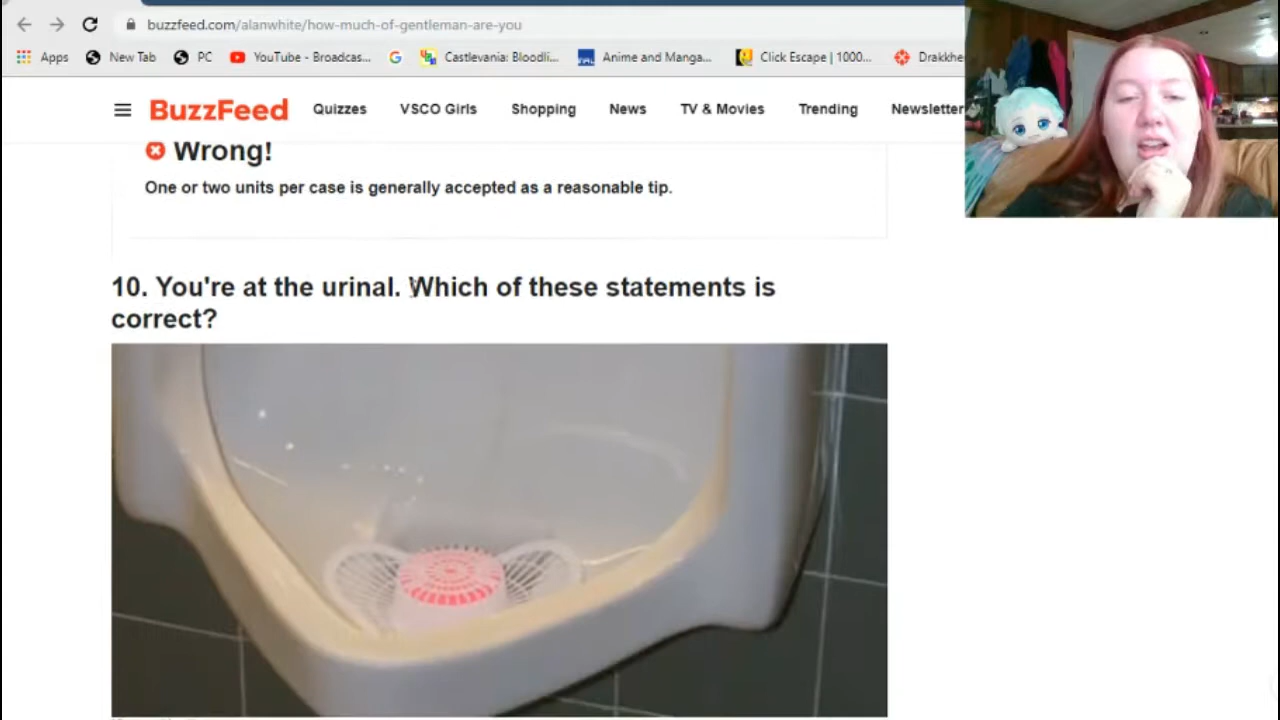 buzzfeed.com/alanwhite/how-much-of-gentleman-are-you
Apps New Tab PC YouTube - Broadcas... Castlevania: Bloodli... Anime and Manga... Click Escape | 1000... Drakkhe
BuzzFeed Quizzes VSCO Girls Shopping News TV & Movies Trending Newsletter
Wrong!
One or two units per case is generally accepted as a reasonable tip.
10. You're at the urinal. Which of these statements is
correct?